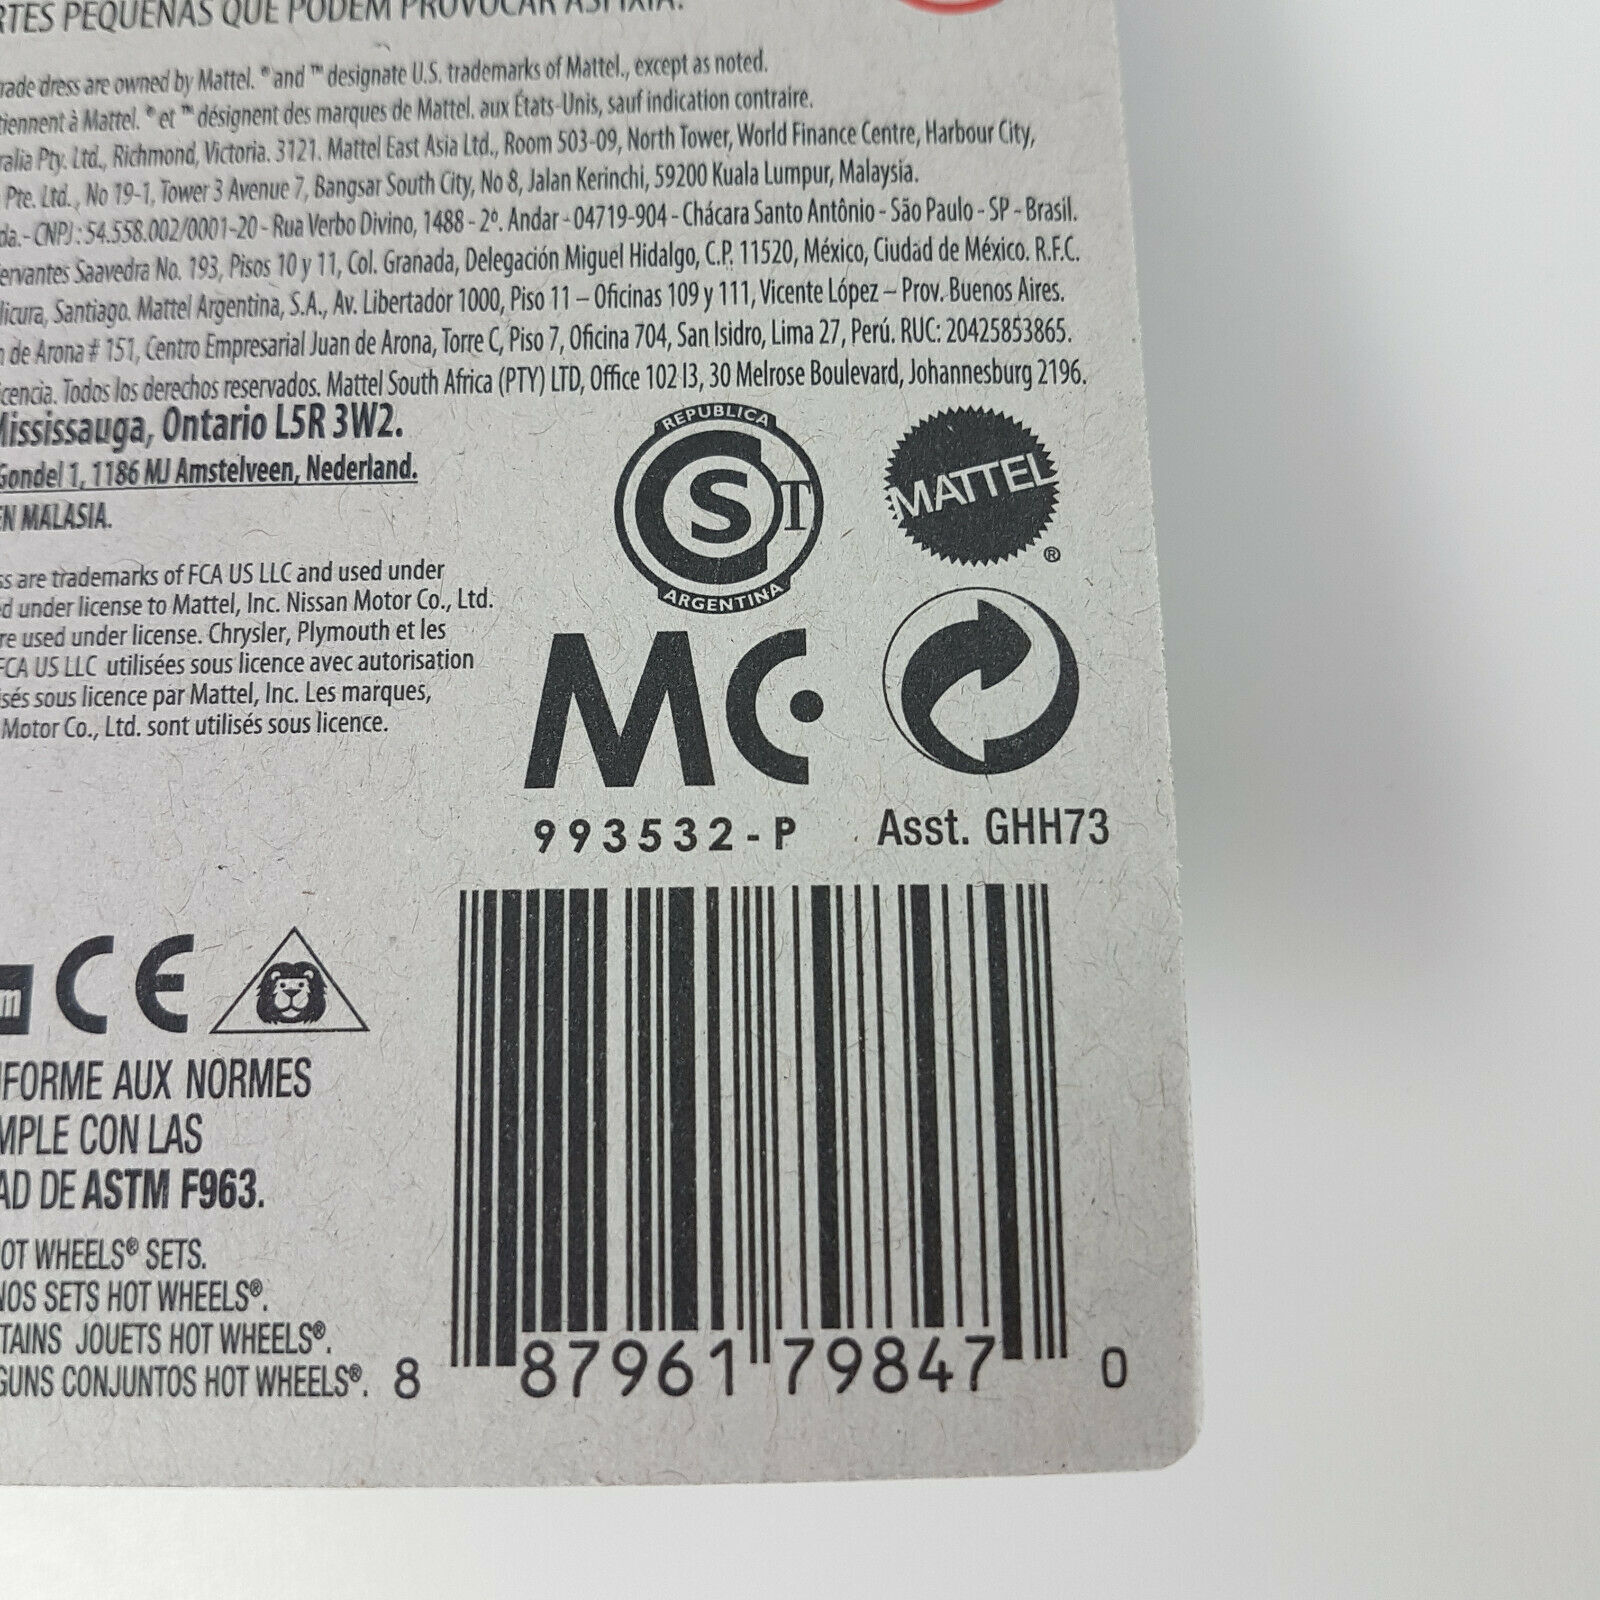 PEQUENAS QUE PODEM PROVOCAR ASFIXIA.
rade dress are owned by Mattel. ® and ™ designate U.S. trademarks of Mattel., except as noted.
tiennent à Mattel. ® et ™ désignent des marques de Mattel. aux États-Unis, sauf indication contraire.
ralia Pty. Ltd., Richmond, Victoria. 3121. Mattel East Asia Ltd., Room 503-09, North Tower, World Finance Centre, Harbour City,
Pte. Ltd., No 19-1, Tower 3 Avenue 7, Bangsar South City, No 8, Jalan Kerinchi, 59200 Kuala Lumpur, Malaysia.
da. - CNPJ : 54.558.002/0001-20 - Rua Verbo Divino, 1488 - 2º. Andar - 04719-904 - Chácara Santo Antônio - São Paulo - SP - Brasil.
ervantes Saavedra No. 193, Pisos 10 y 11, Col. Granada, Delegación Miguel Hidalgo, C.P. 11520, México, Ciudad de México. R.F.C.
licura, Santiago. Mattel Argentina, S.A., Av. Libertador 1000, Piso 11 – Oficinas 109 y 111, Vicente López – Prov. Buenos Aires.
de Arona # 151, Centro Empresarial Juan de Arona, Torre C, Piso 7, Oficina 704, San Isidro, Lima 27, Perú. RUC: 20425853865.
icencia. Todos los derechos reservados. Mattel South Africa (PTY) LTD, Office 102 I3, 30 Melrose Boulevard, Johannesburg 2196.
Mississauga, Ontario L5R 3W2.
Gondel 1, 1186 MJ Amstelveen, Nederland.
EN MALASIA.
REPUBLICA
CST
ARGENTINA
MATTEL
®
ss are trademarks of FCA US LLC and used under
d under license to Mattel, Inc. Nissan Motor Co., Ltd.
re used under license. Chrysler, Plymouth et les
FCA US LLC utilisées sous licence avec autorisation
sés sous licence par Mattel, Inc. Les marques,
Motor Co., Ltd. sont utilisés sous licence.
MC
993532-P
Asst. GHH73
m
CE
FORME AUX NORMES
MPLE CON LAS
AD DE ASTM F963.
OT WHEELS® SETS.
NOS SETS HOT WHEELS®.
TAINS JOUETS HOT WHEELS®.
GUNS CONJUNTOS HOT WHEELS®.
8 87961 79847 0